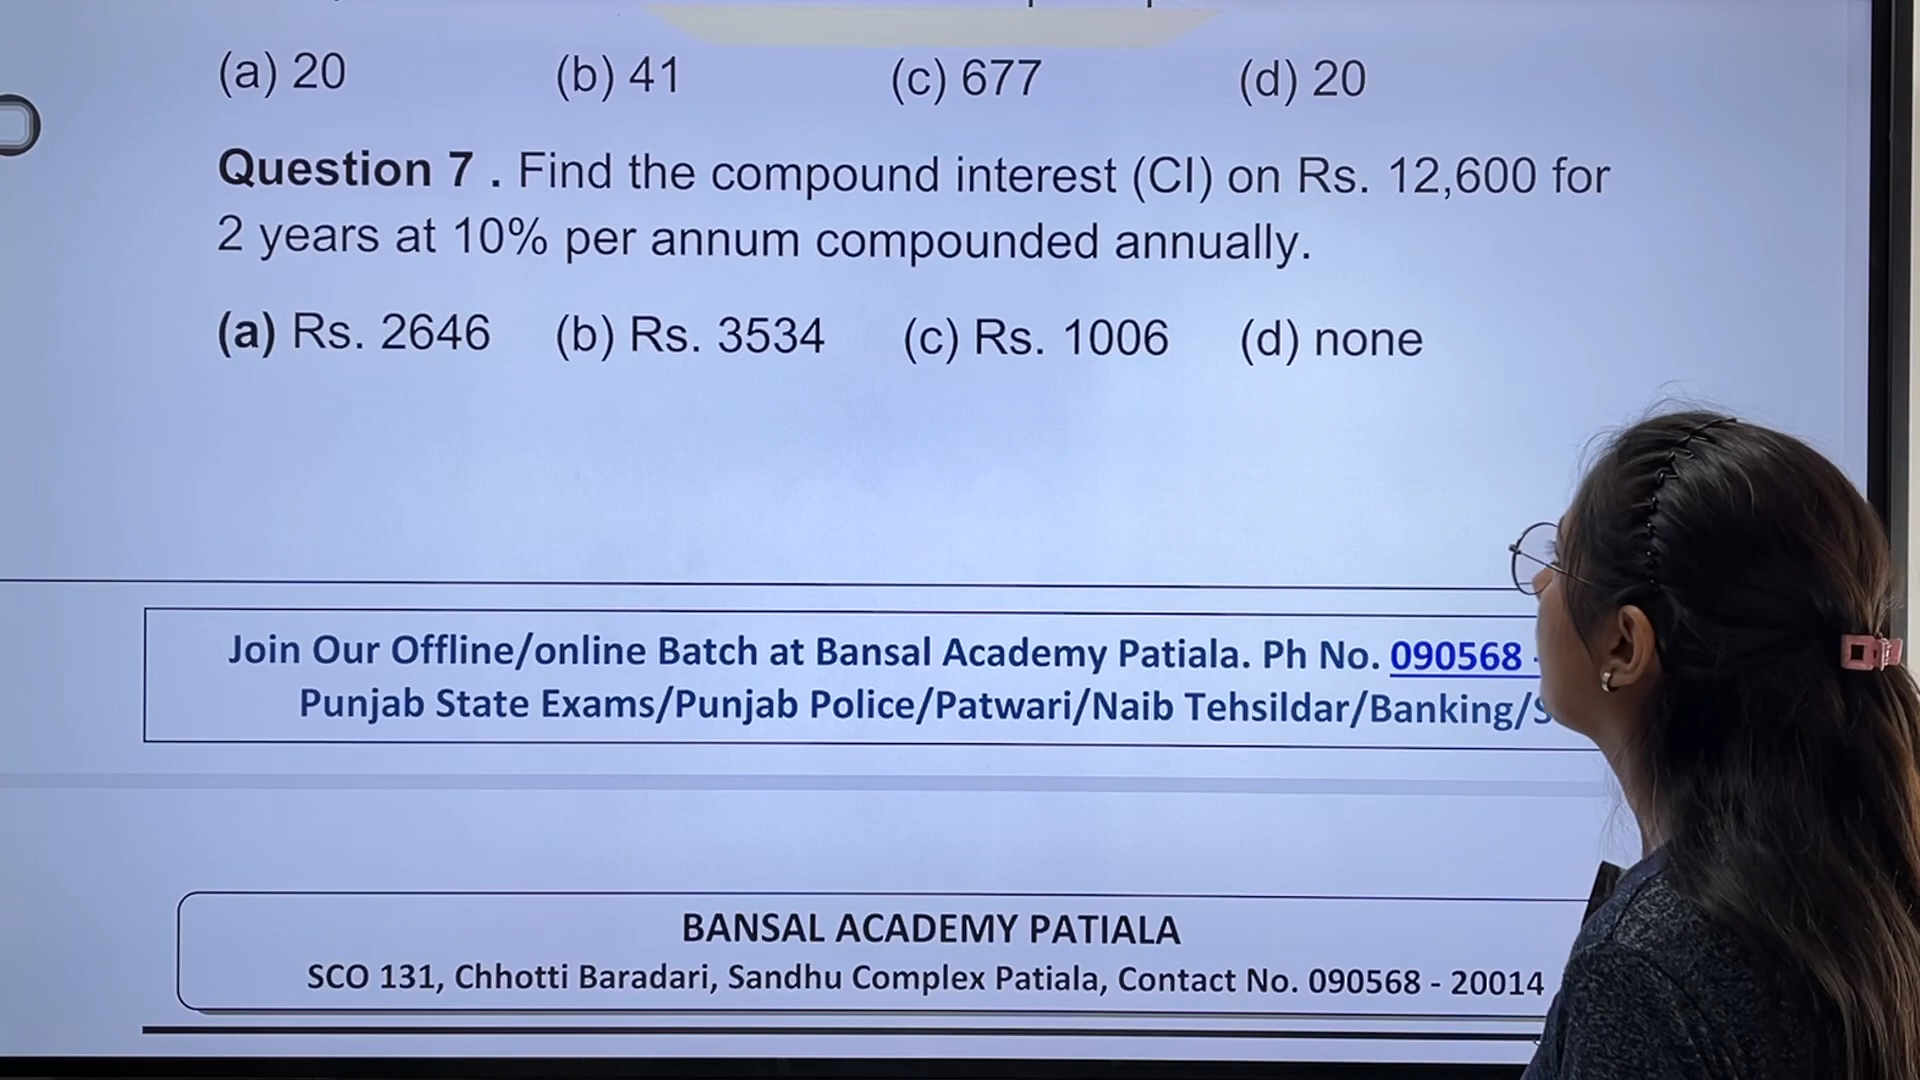 (a) 20 (b) 41 (c) 677 (d) 20
Question 7 . Find the compound interest (CI) on Rs. 12,600 for
2 years at 10% per annum compounded annually.
(a) Rs. 2646 (b) Rs. 3534 (c) Rs. 1006 (d) none
Join Our Offline/online Batch at Bansal Academy Patiala. Ph No. 090568 -
Punjab State Exams/Punjab Police/Patwari/Naib Tehsildar/Banking/S
BANSAL ACADEMY PATIALA
SCO 131, Chhotti Baradari, Sandhu Complex Patiala, Contact No. 090568 - 20014